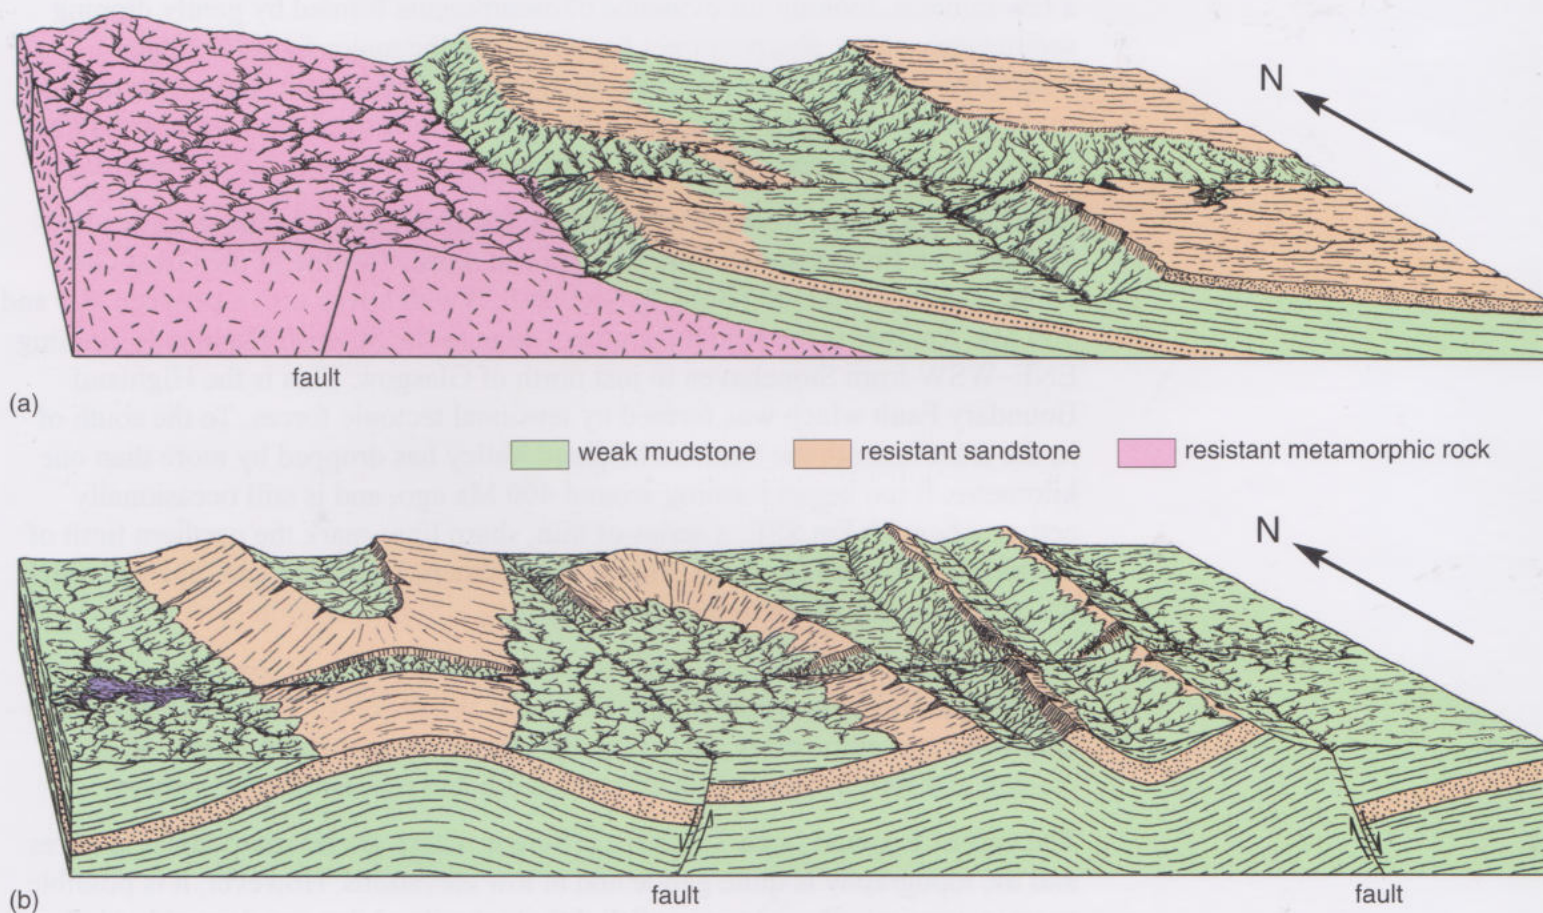 N
fault
(a)
weak mudstone
resistant sandstone
resistant metamorphic rock
N
fault
fault
(b)